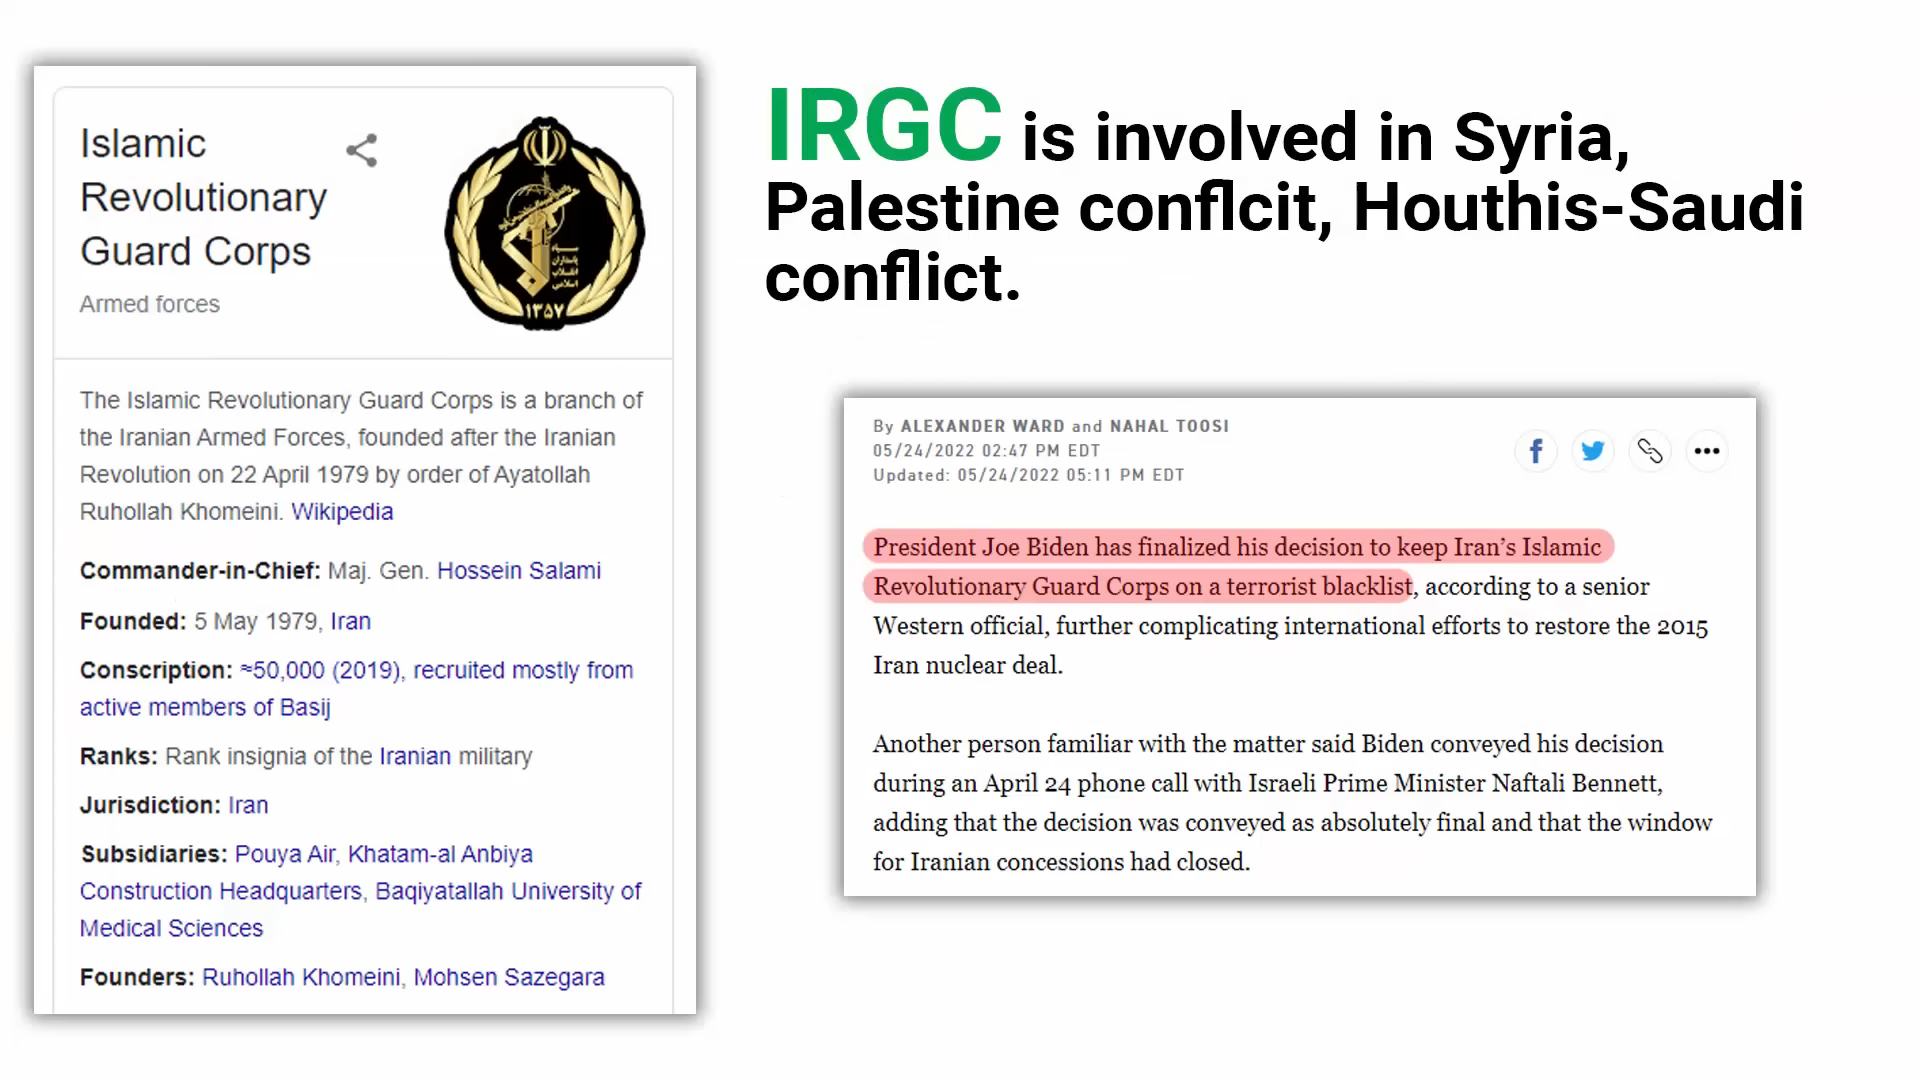 Islamic
Revolutionary
Guard Corps
Armed forces
سپاه
پاسداران
انقلاب
اسلامی
۱۳۵۷
The Islamic Revolutionary Guard Corps is a branch of
the Iranian Armed Forces, founded after the Iranian
Revolution on 22 April 1979 by order of Ayatollah
Ruhollah Khomeini. Wikipedia
Commander-in-Chief: Maj. Gen. Hossein Salami
Founded: 5 May 1979, Iran
Conscription: ≈50,000 (2019), recruited mostly from
active members of Basij
Ranks: Rank insignia of the Iranian military
Jurisdiction: Iran
Subsidiaries: Pouya Air, Khatam-al Anbiya
Construction Headquarters, Baqiyatallah University of
Medical Sciences
Founders: Ruhollah Khomeini, Mohsen Sazegara
IRGC is involved in Syria,
Palestine conflcit, Houthis-Saudi
conflict.
By ALEXANDER WARD and NAHAL TOOSI
05/24/2022 02:47 PM EDT
Updated: 05/24/2022 05:11 PM EDT
President Joe Biden has finalized his decision to keep Iran’s Islamic
Revolutionary Guard Corps on a terrorist blacklist, according to a senior
Western official, further complicating international efforts to restore the 2015
Iran nuclear deal.
Another person familiar with the matter said Biden conveyed his decision
during an April 24 phone call with Israeli Prime Minister Naftali Bennett,
adding that the decision was conveyed as absolutely final and that the window
for Iranian concessions had closed.